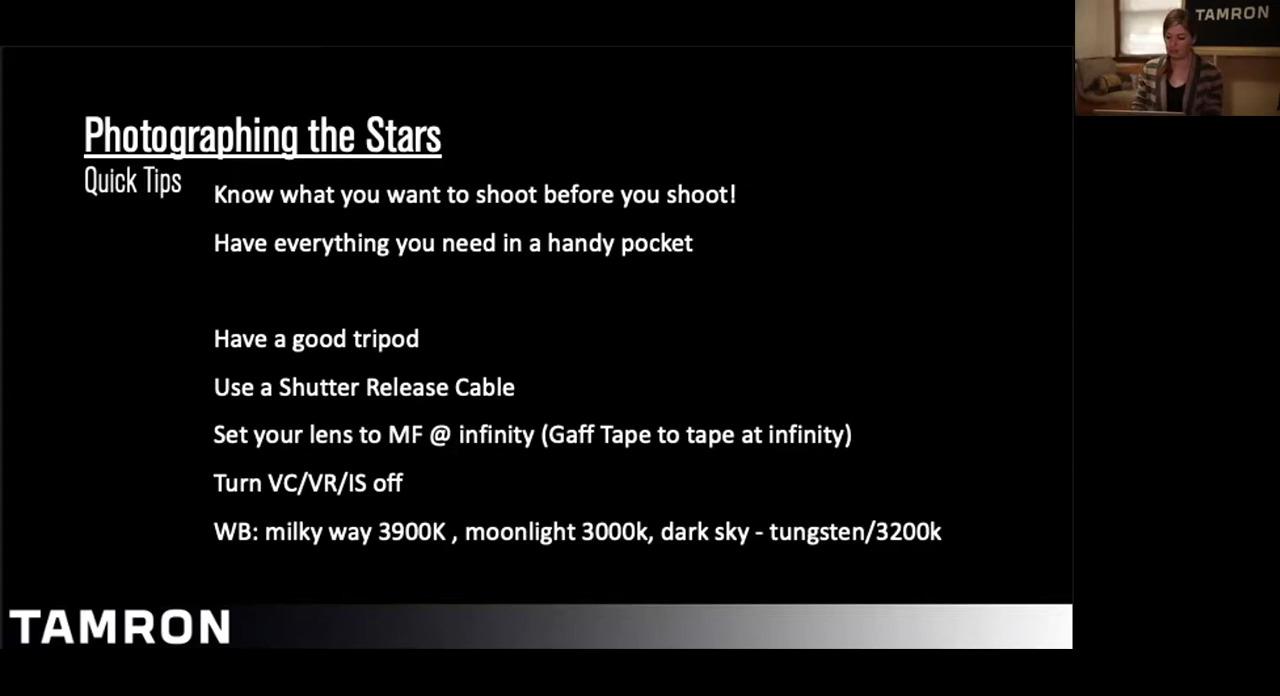 TAMRON
Photographing the Stars
Quick Tips
Know what you want to shoot before you shoot!
Have everything you need in a handy pocket
Have a good tripod
Use a Shutter Release Cable
Set your lens to MF @ infinity (Gaff Tape to tape at infinity)
Turn VC/VR/IS off
WB: milky way 3900K , moonlight 3000k, dark sky - tungsten/3200k
TAMRON